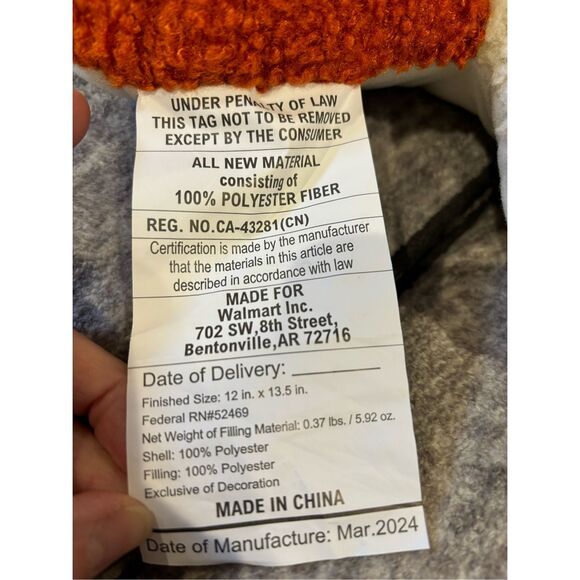 UNDER PENALTY OF LAW
THIS TAG NOT TO BE REMOVED
EXCEPT BY THE CONSUMER
ALL NEW MATERIAL
consisting of
100% POLYESTER FIBER
REG. NO.CA-43281(CN)
Certification is made by the manufacturer
that the materials in this article are
described in accordance with law
MADE FOR
Walmart Inc.
702 SW,8th Street,
Bentonville,AR 72716
Date of Delivery:
Finished Size: 12 in. x 13.5 in.
Federal RN#52469
Net Weight of Filling Material: 0.37 lbs. / 5.92 oz.
Shell: 100% Polyester
Filling: 100% Polyester
Exclusive of Decoration
MADE IN CHINA
Date of Manufacture: Mar.2024